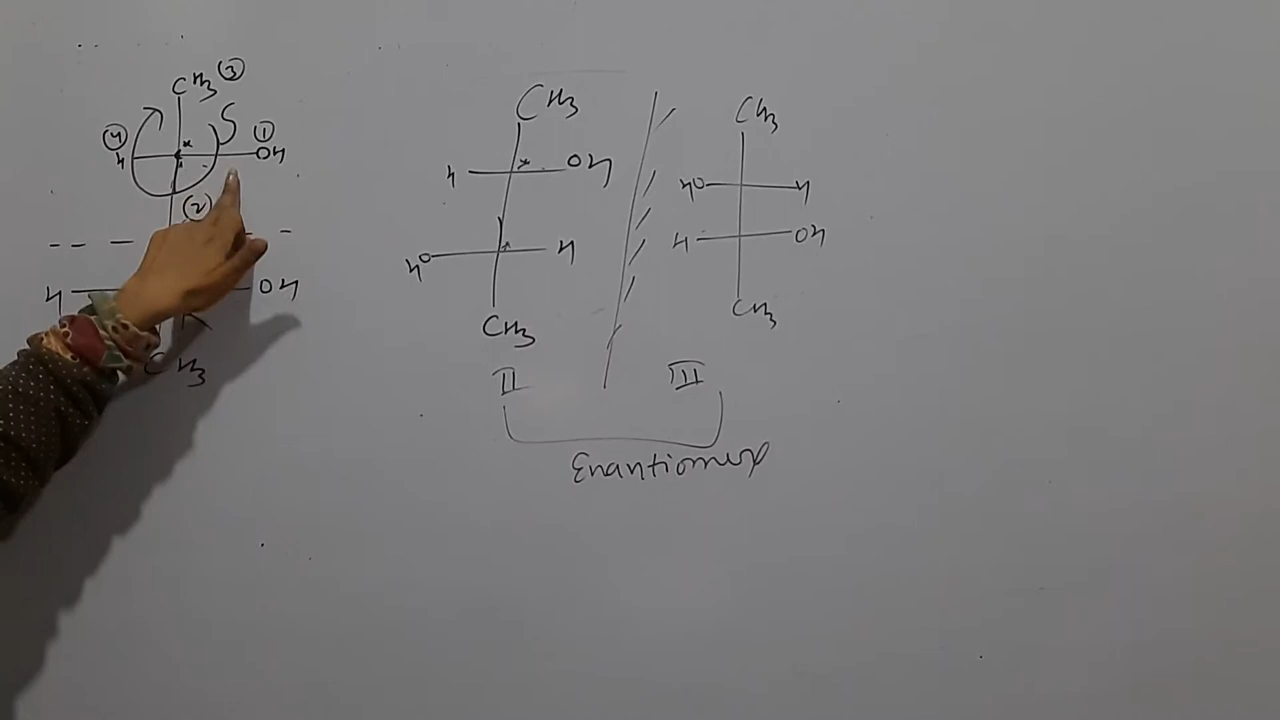 CH3 ③
S
④ ①
H * OH
②
H OH
R
CH3
CH3
H * OH
HO * H
CH3
II
CH3
HO H
H OH
CH3
III
Enantiomers